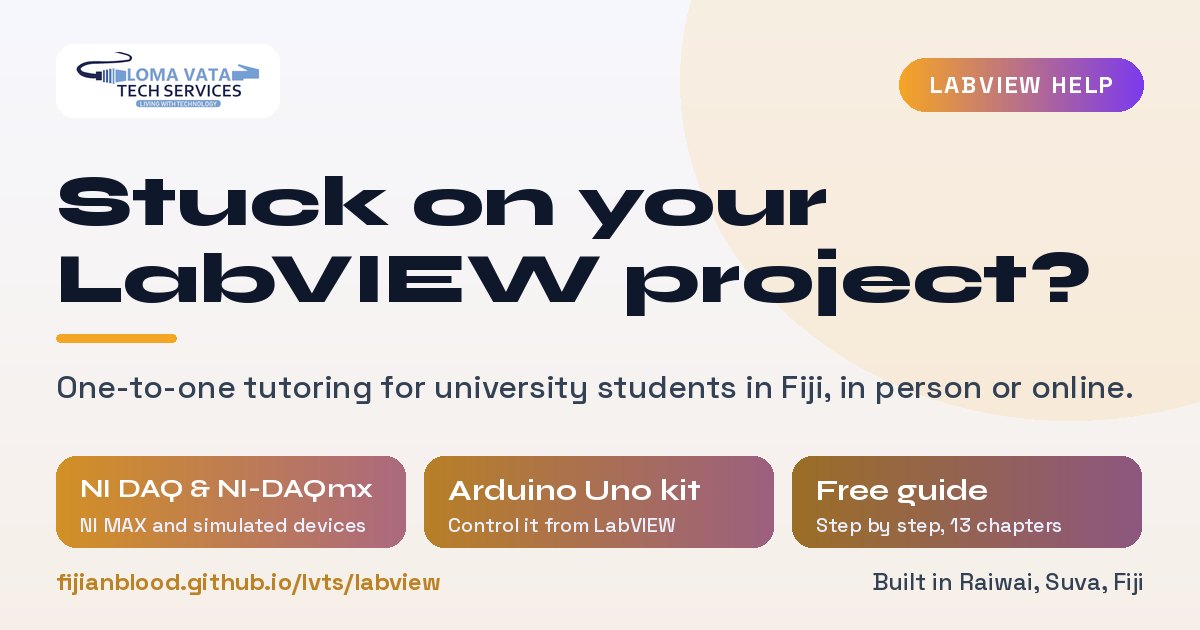 LOMA VATA
TECH SERVICES
LIVING WITH TECHNOLOGY
LABVIEW HELP
Stuck on your
LabVIEW project?
One-to-one tutoring for university students in Fiji, in person or online.
NI DAQ & NI-DAQmx
NI MAX and simulated devices
Arduino Uno kit
Control it from LabVIEW
Free guide
Step by step, 13 chapters
fijianblood.github.io/lvts/labview
Built in Raiwai, Suva, Fiji